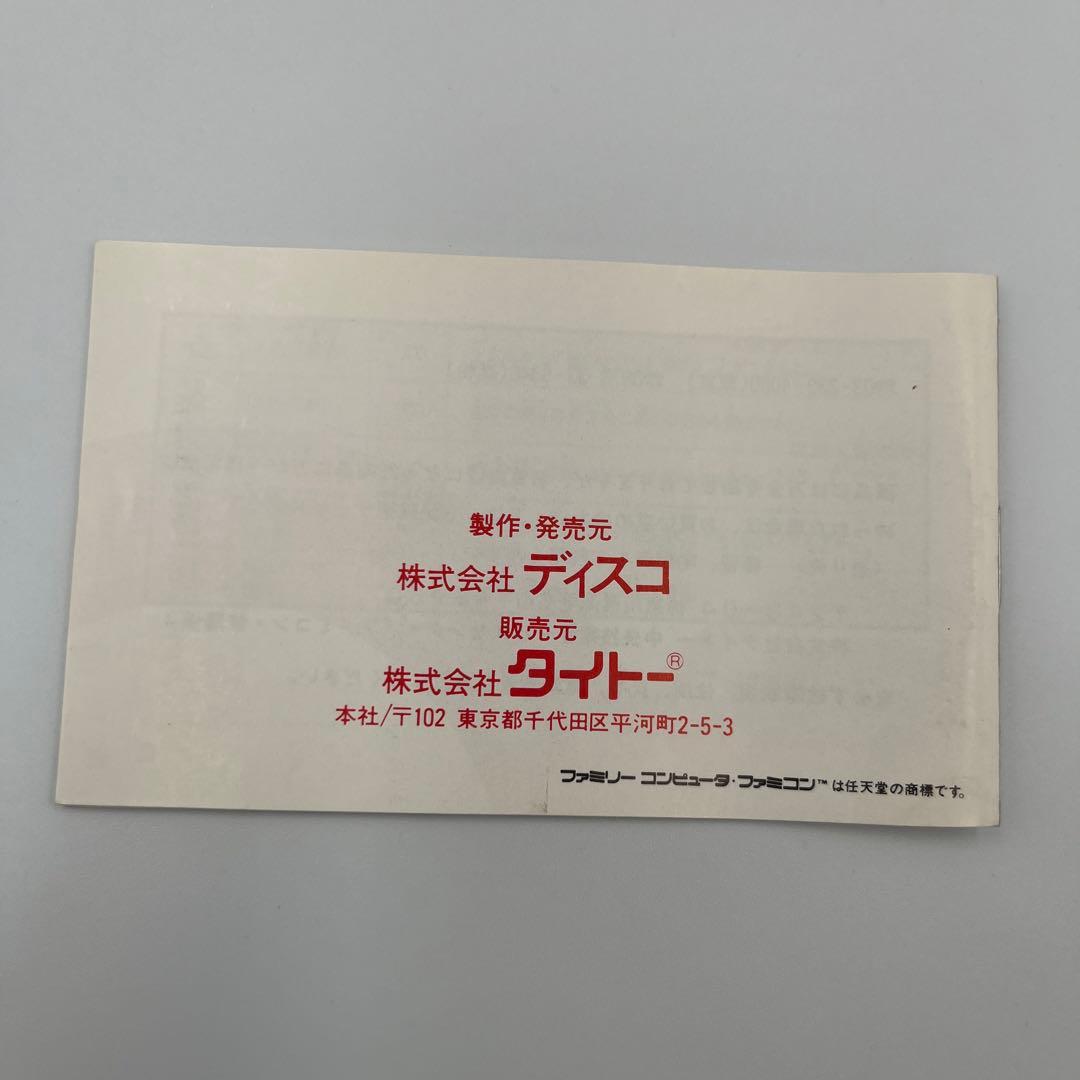 製作・発売元
株式会社 ディスコ
販売元
株式会社 タイトー®
本社/〒102 東京都千代田区平河町2-5-3
ファミリー コンピュータ・ファミコン™は任天堂の商標です。